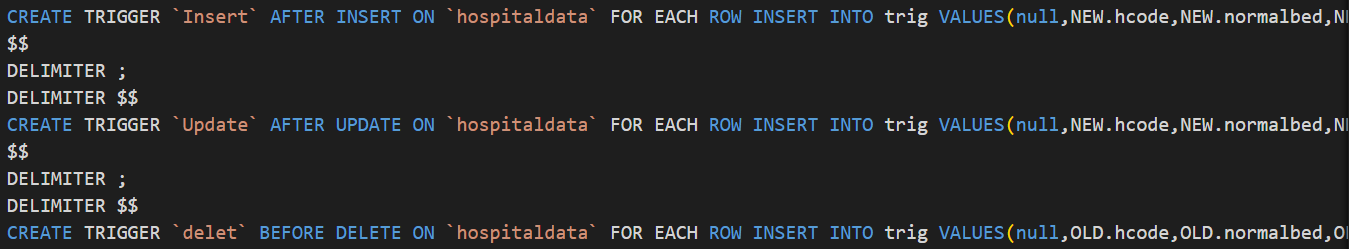 CREATE TRIGGER `Insert` AFTER INSERT ON `hospitaldata` FOR EACH ROW INSERT INTO trig VALUES(null,NEW.hcode,NEW.normalbed,
$$
DELIMITER ;
DELIMITER $$
CREATE TRIGGER `Update` AFTER UPDATE ON `hospitaldata` FOR EACH ROW INSERT INTO trig VALUES(null,NEW.hcode,NEW.normalbed,
$$
DELIMITER ;
DELIMITER $$
CREATE TRIGGER `delet` BEFORE DELETE ON `hospitaldata` FOR EACH ROW INSERT INTO trig VALUES(null,OLD.hcode,OLD.normalbed,